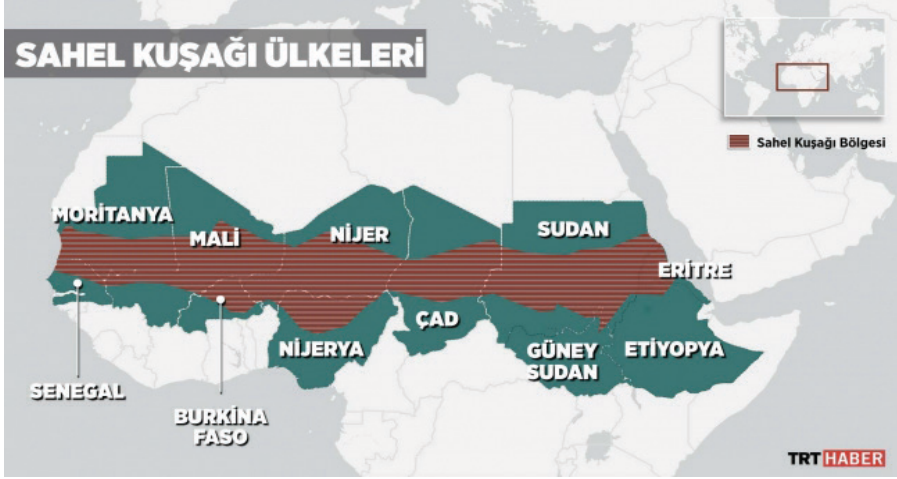 SAHEL KUŞAĞI ÜLKELERİ
Sahel Kuşağı Bölgesi
MORİTANYA
MALİ
NİJER
SUDAN
ERİTRE
ÇAD
NİJERYA
GÜNEY
SUDAN
ETİYOPYA
SENEGAL
BURKİNA
FASO
TRT HABER